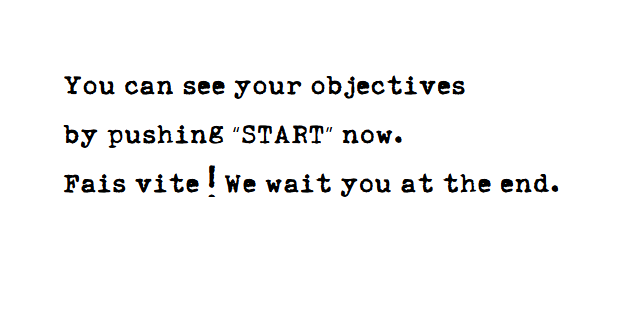 You can see your objectives
by pushing "START" now.
Fais vite ! We wait you at the end.